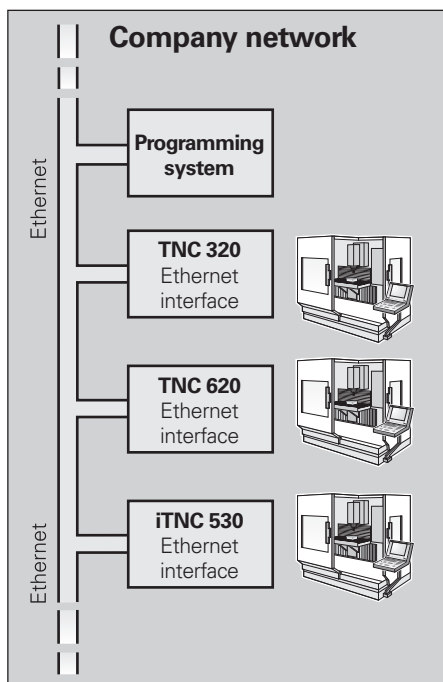 Company network
Ethernet
Programming
system
TNC 320
Ethernet
interface
TNC 620
Ethernet
interface
iTNC 530
Ethernet
interface
Ethernet